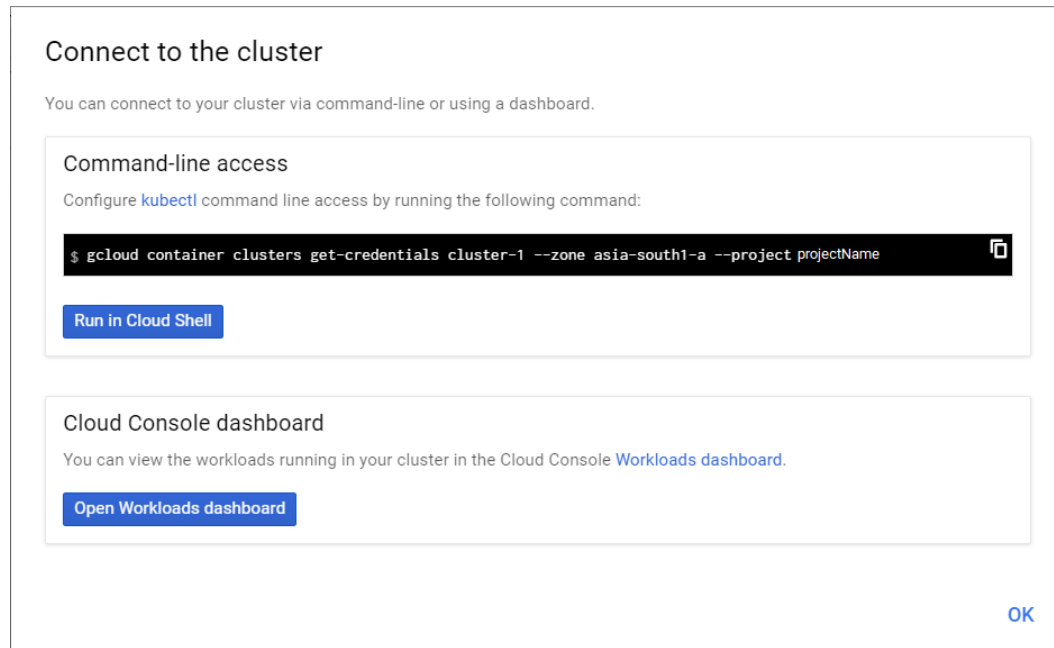 Connect to the cluster
You can connect to your cluster via command-line or using a dashboard.
Command-line access
Configure kubectl command line access by running the following command:
$ gcloud container clusters get-credentials cluster-1 --zone asia-south1-a --project projectName
Run in Cloud Shell
Cloud Console dashboard
You can view the workloads running in your cluster in the Cloud Console Workloads dashboard.
Open Workloads dashboard
OK